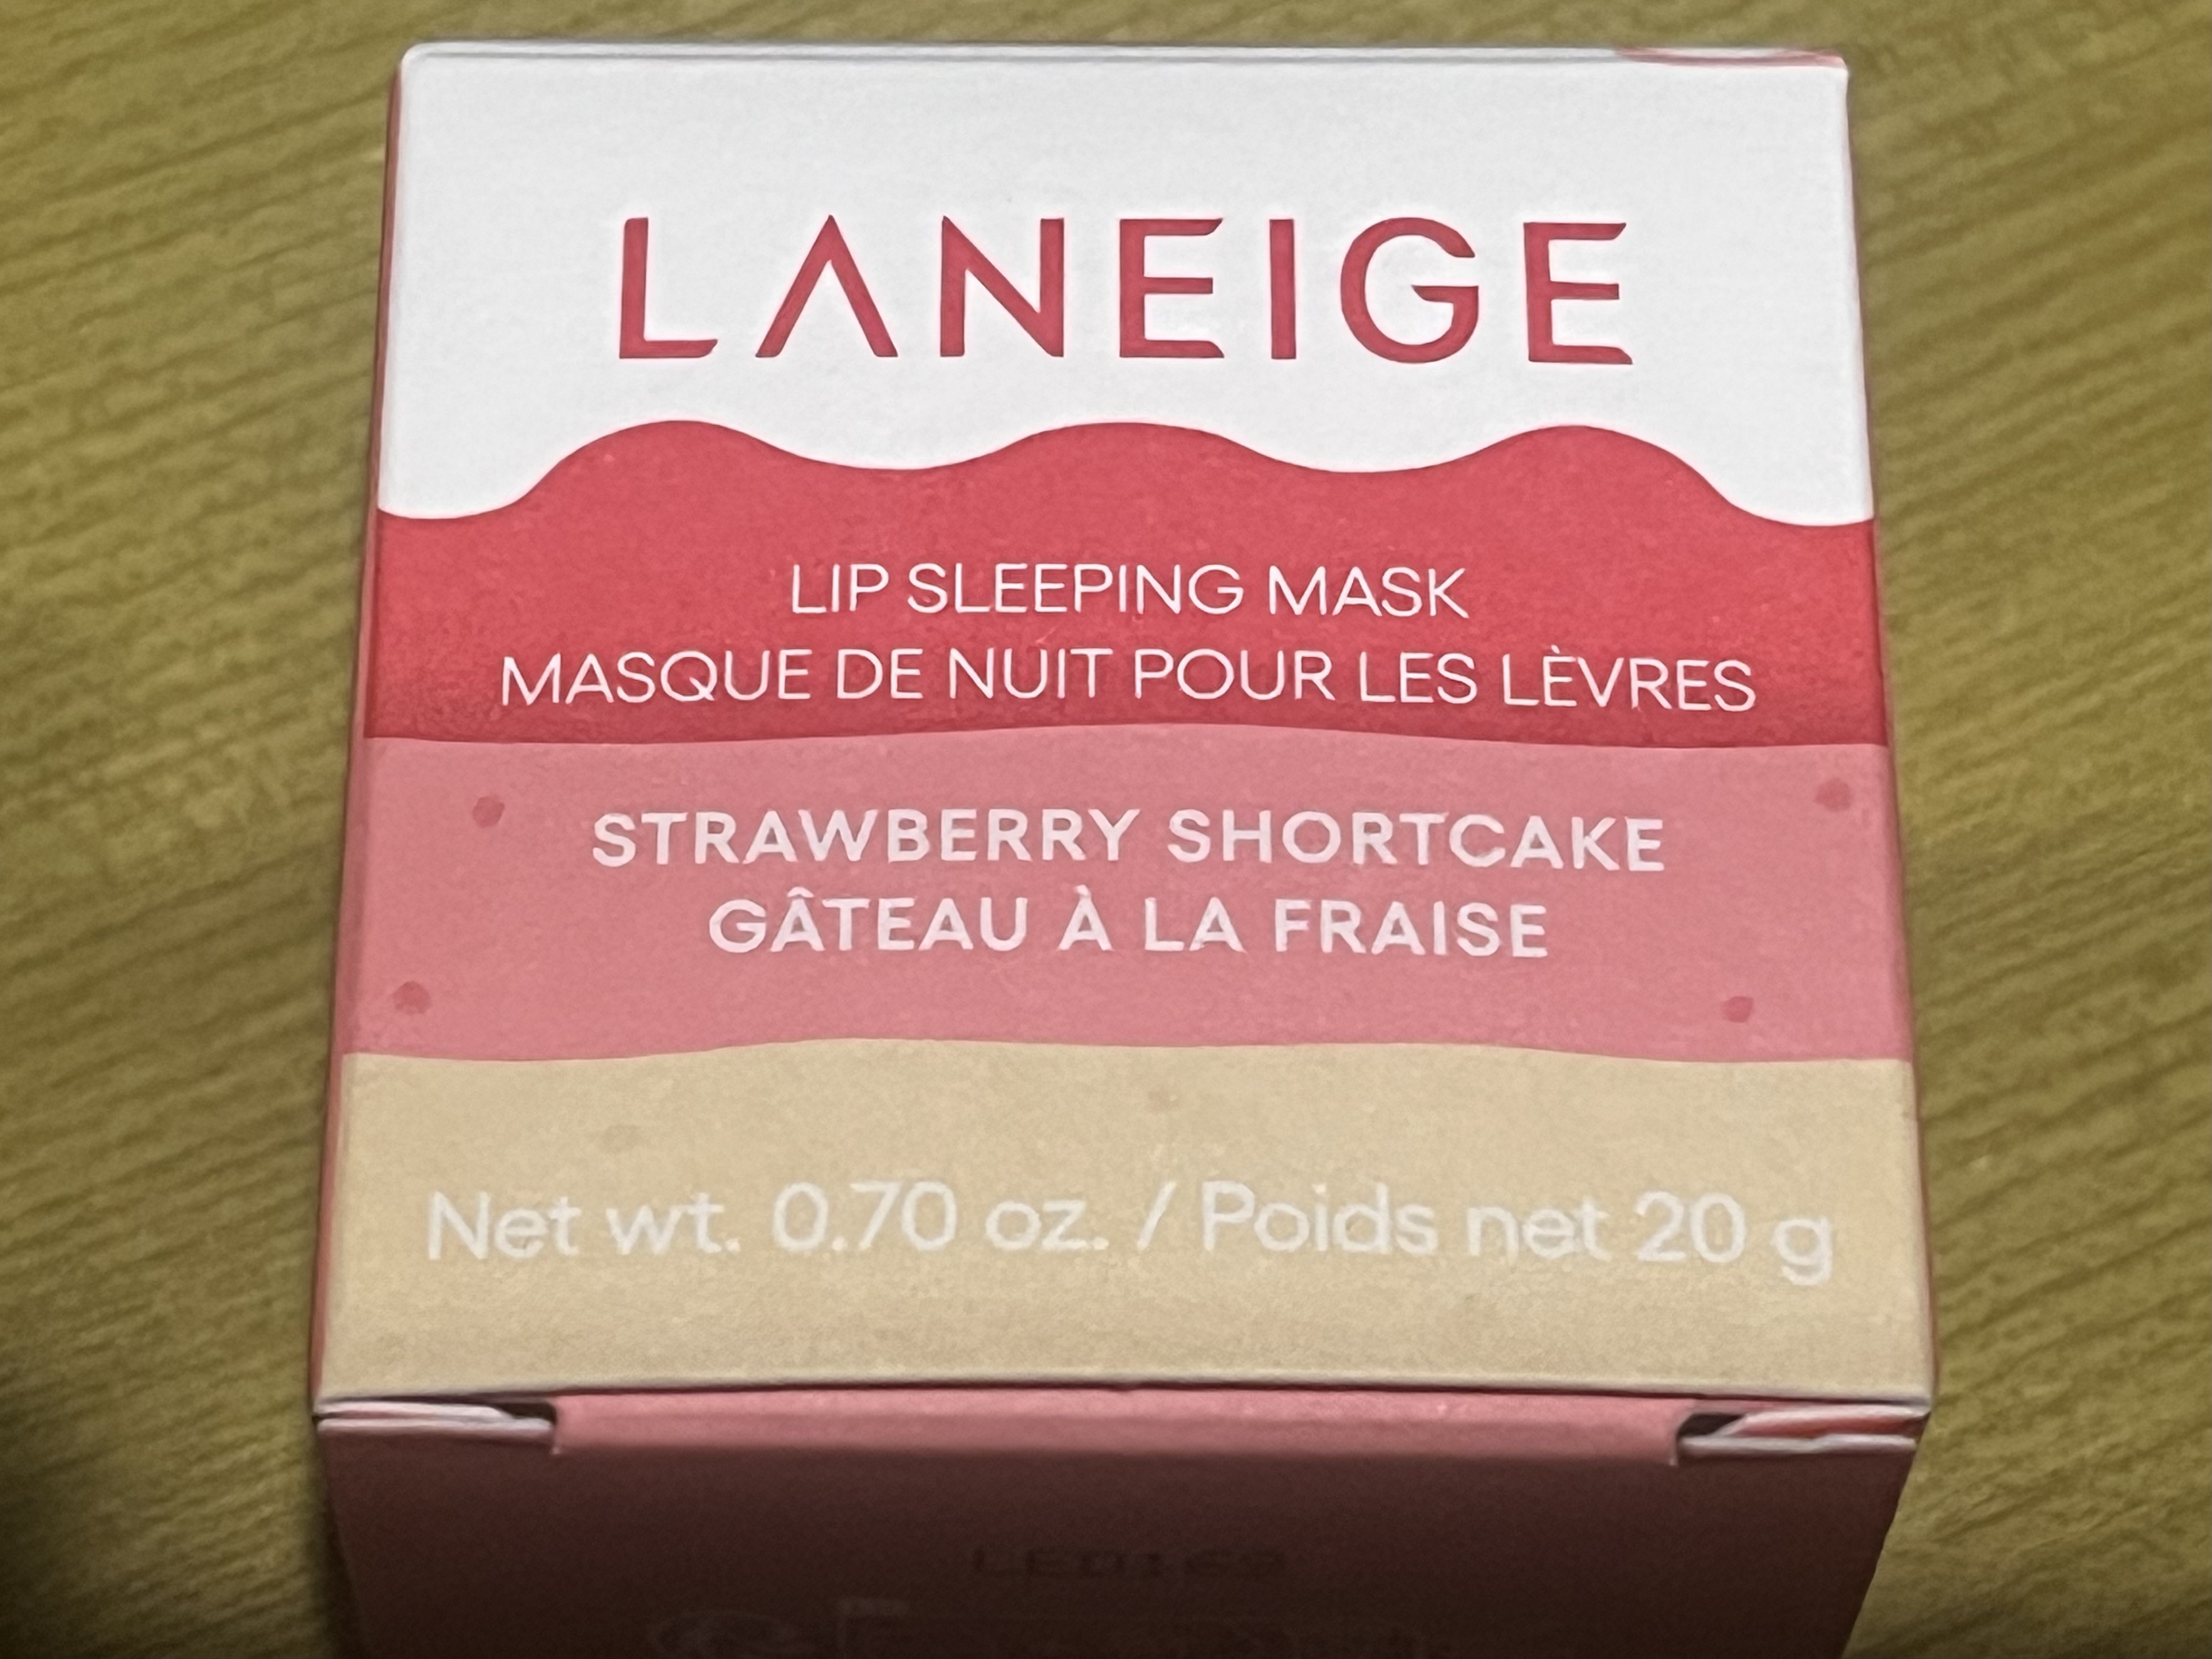 LANEIGE
LIP SLEEPING MASK
MASQUE DE NUIT POUR LES LÈVRES
STRAWBERRY SHORTCAKE
GÂTEAU À LA FRAISE
Net wt. 0.70 oz. / Poids net 20 g